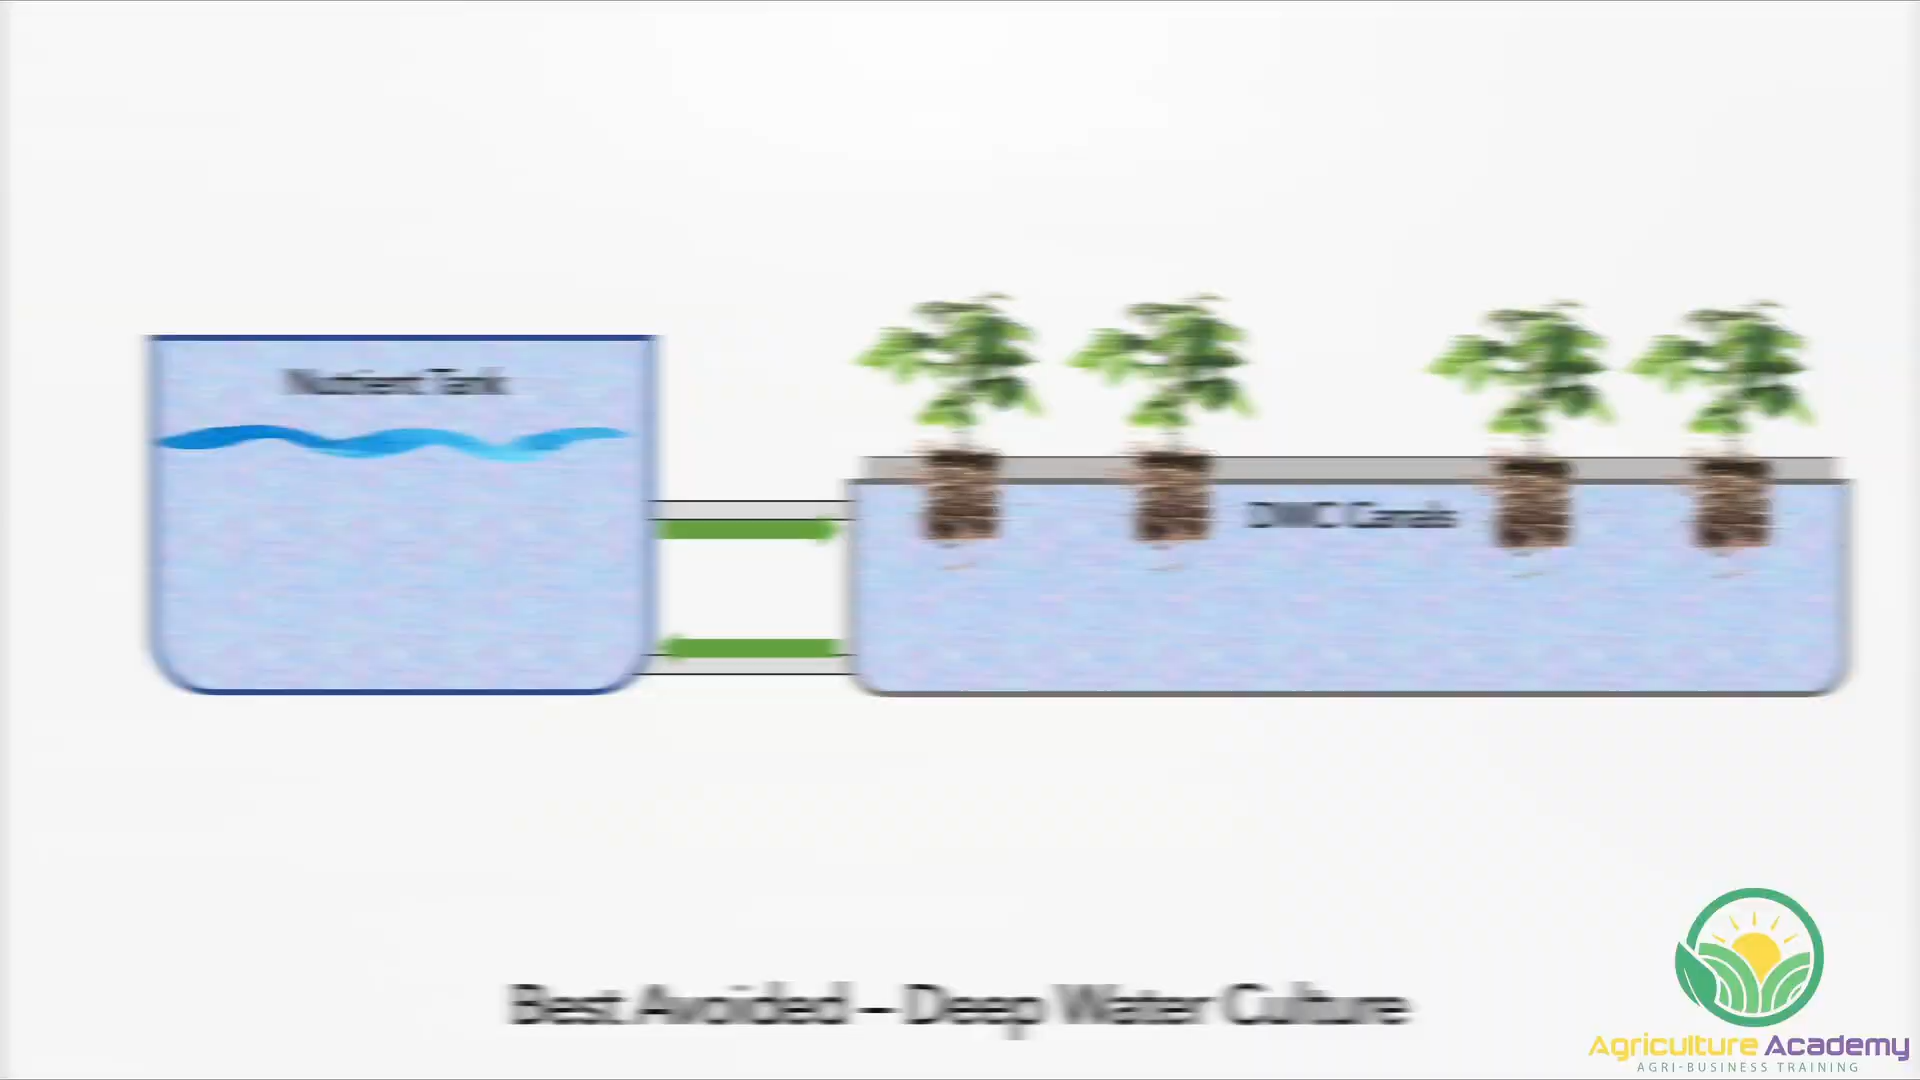 Nutrient Tank
DWC Canals
Best Avoided – Deep Water Culture
Agriculture Academy
AGRI-BUSINESS TRAINING